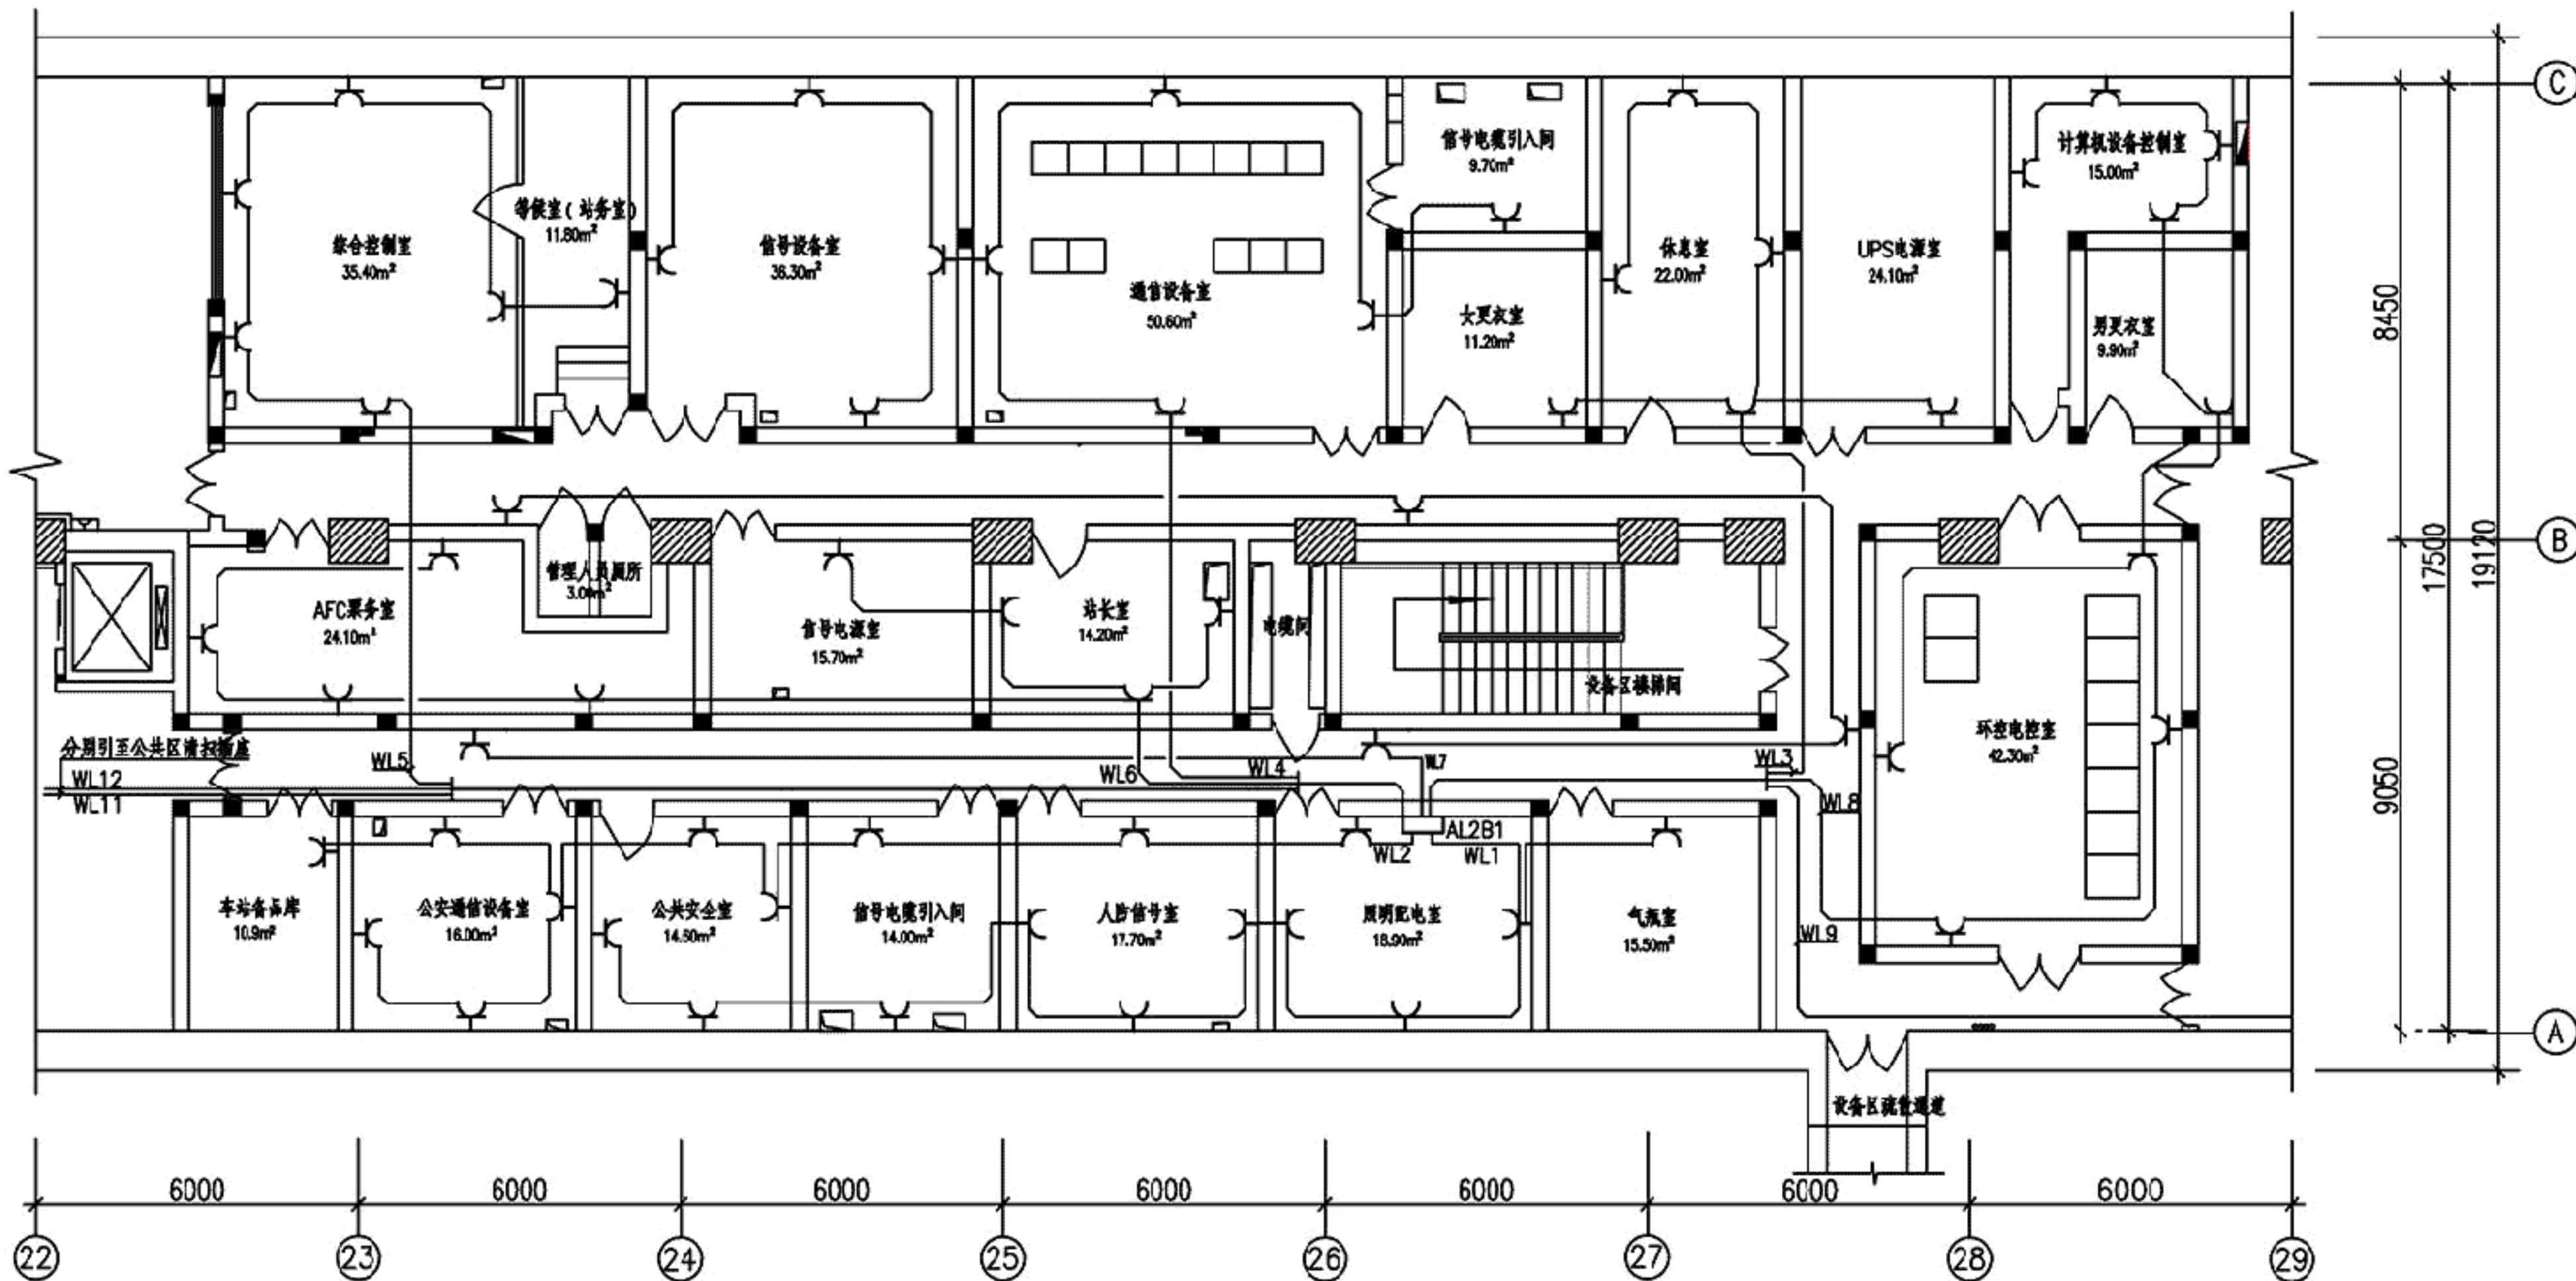 C
信号电缆引入间
9.70m²
计算机设备控制室
15.00m²
等候室(站务室)
11.80m²
综合控制室
35.40m²
信号设备室
36.30m²
通信设备室
50.60m²
休息室
22.00m²
UPS电源室
24.10m²
女更衣室
11.20m²
男更衣室
9.90m²
8450
17500
19120
B
管理人员厕所
3.00m²
AFC票务室
24.10m²
信号电源室
15.70m²
站长室
14.20m²
电缆间
设备区楼梯间
环控电控室
42.30m²
9050
分别引至公共区清扫插座
WL12
WL11
WL5
WL6
WL4
WL7
WL3
WL8
AL2B1
WL2
WL1
车站备品库
10.9m²
公安通信设备室
16.00m²
公共安全室
14.60m²
信号电缆引入间
14.00m²
人防信号室
17.70m²
照明配电室
18.90m²
气瓶室
15.50m²
WL9
A
设备区疏散通道
6000 6000 6000 6000 6000 6000 6000
22 23 24 25 26 27 28 29